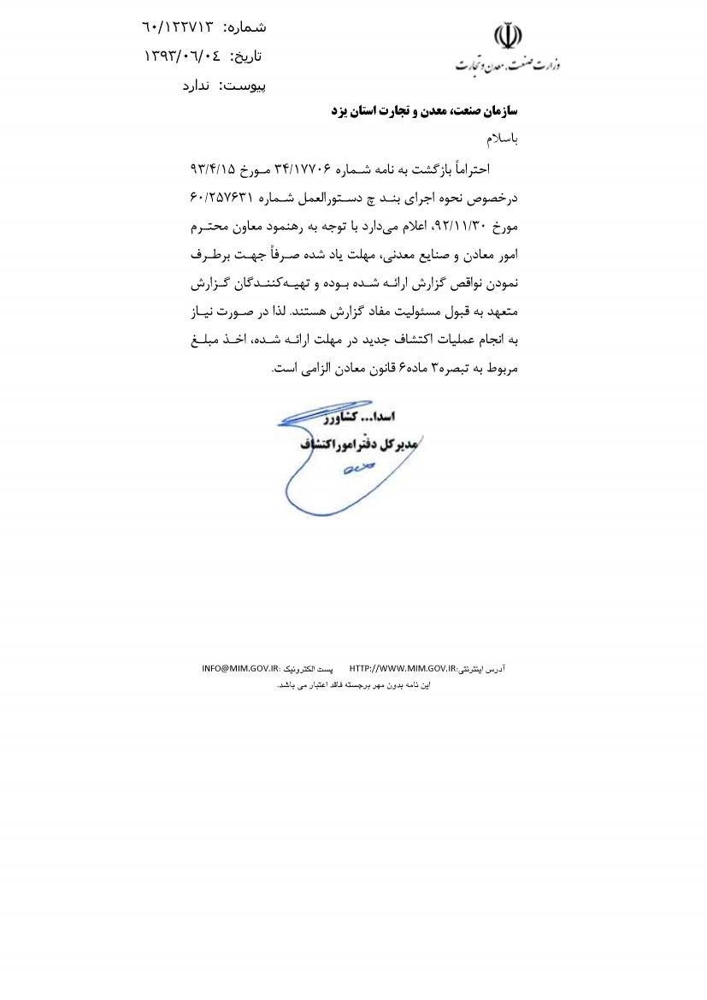 شماره: ٦٠/١٢٢٧١٣
تاریخ: ١٣٩٣/٠٦/٠٤
پیوست: ندارد
وزارت صنعت، معدن و تجارت
سازمان صنعت، معدن و تجارت استان یزد
باسلام
احتراماً بازگشت به نامه شماره ۳۴/۱۷۷۰۶ مورخ ۹۳/۴/۱۵
درخصوص نحوه اجرای بند چ دستورالعمل شماره ۶۰/۲۵۷۶۳۱
مورخ ۹۲/۱۱/۳۰، اعلام می‌دارد با توجه به رهنمود معاون محترم
امور معادن و صنایع معدنی، مهلت یاد شده صرفاً جهت برطرف
نمودن نواقص گزارش ارائه شده بوده و تهیه‌کنندگان گزارش
متعهد به قبول مسئولیت مفاد گزارش هستند. لذا در صورت نیاز
به انجام عملیات اکتشاف جدید در مهلت ارائه شده، اخذ مبلغ
مربوط به تبصره۳ ماده۶ قانون معادن الزامی است.
اسدا... کشاورز
مدیرکل دفتر امور اکتشاف
آدرس اینترنتی:HTTP://WWW.MIM.GOV.IR پست الکترونیک :INFO@MIM.GOV.IR
این نامه بدون مهر برجسته فاقد اعتبار می باشد.